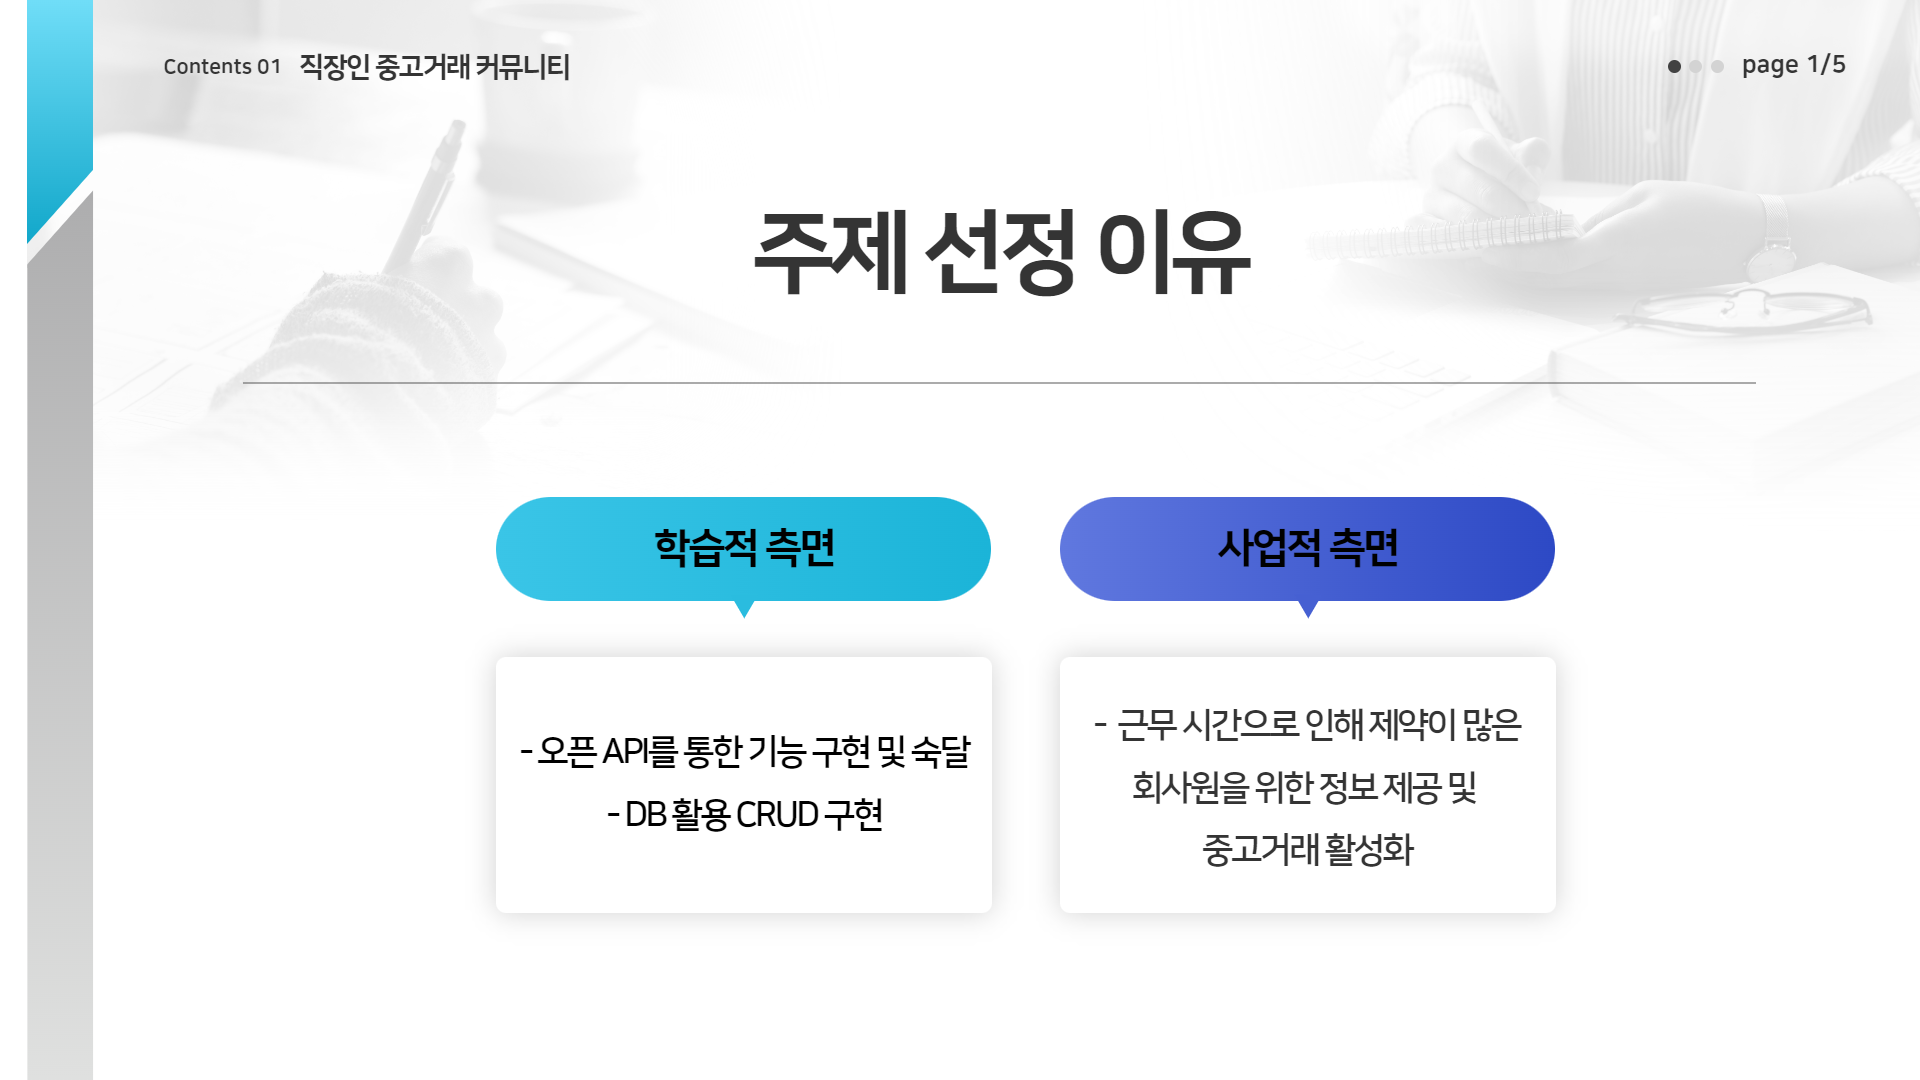 Contents 01 직장인 중고거래 커뮤니티
page 1/5
주제 선정 이유
학습적 측면
- 오픈 API를 통한 기능 구현 및 숙달
- DB 활용 CRUD 구현
사업적 측면
- 근무 시간으로 인해 제약이 많은
회사원을 위한 정보 제공 및
중고거래 활성화